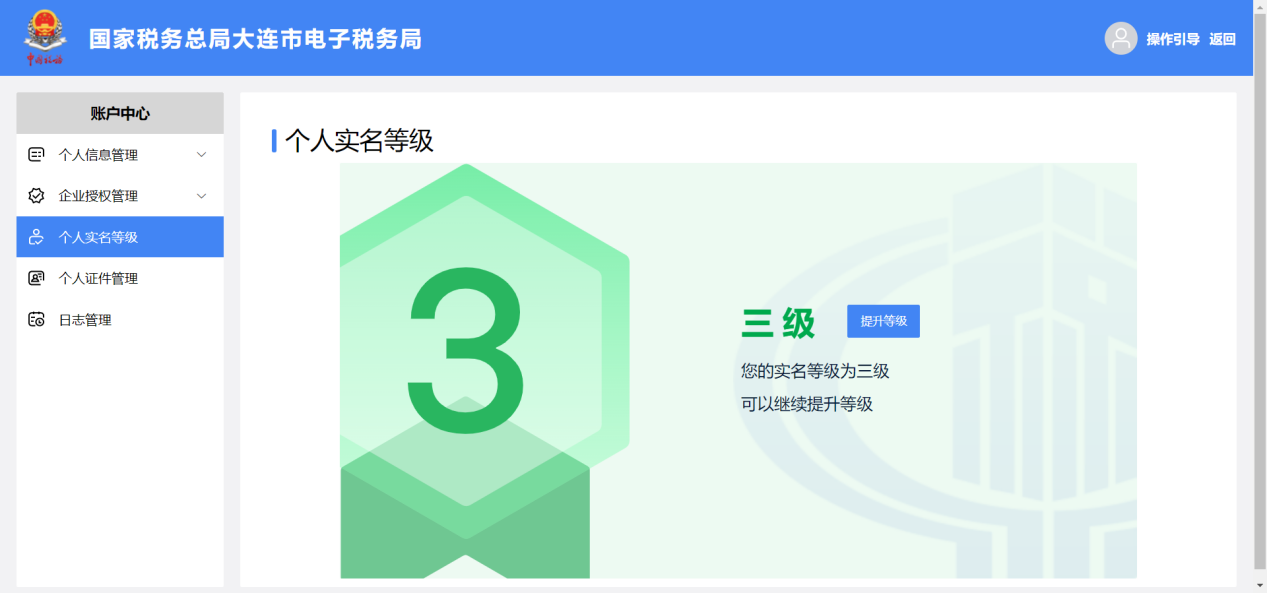 国家税务总局大连市电子税务局
操作引导 返回
账户中心
个人信息管理
企业授权管理
个人实名等级
个人证件管理
日志管理
个人实名等级
3
三级 提升等级
您的实名等级为三级
可以继续提升等级